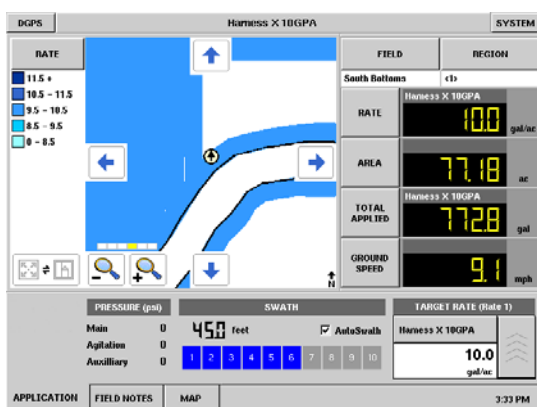 DGPS
Harness X 10GPA
SYSTEM
RATE
11.5 +
10.5 - 11.5
9.5 - 10.5
8.5 - 9.5
0 - 8.5
N
FIELD
REGION
South Bottoms
<1>
RATE
Harness X 10GPA
10.0
gal/ac
AREA
77.18
ac
TOTAL
APPLIED
Harness X 10GPA
772.8
gal
GROUND
SPEED
9.1
mph
PRESSURE (psi)
Main 0
Agitation 0
Auxilliary 0
SWATH
45.0 feet
AutoSwath
1 2 3 4 5 6 7 8 9 10
TARGET RATE (Rate 1)
Harness X 10GPA
10.0
gal/ac
APPLICATION
FIELD NOTES
MAP
3:33 PM